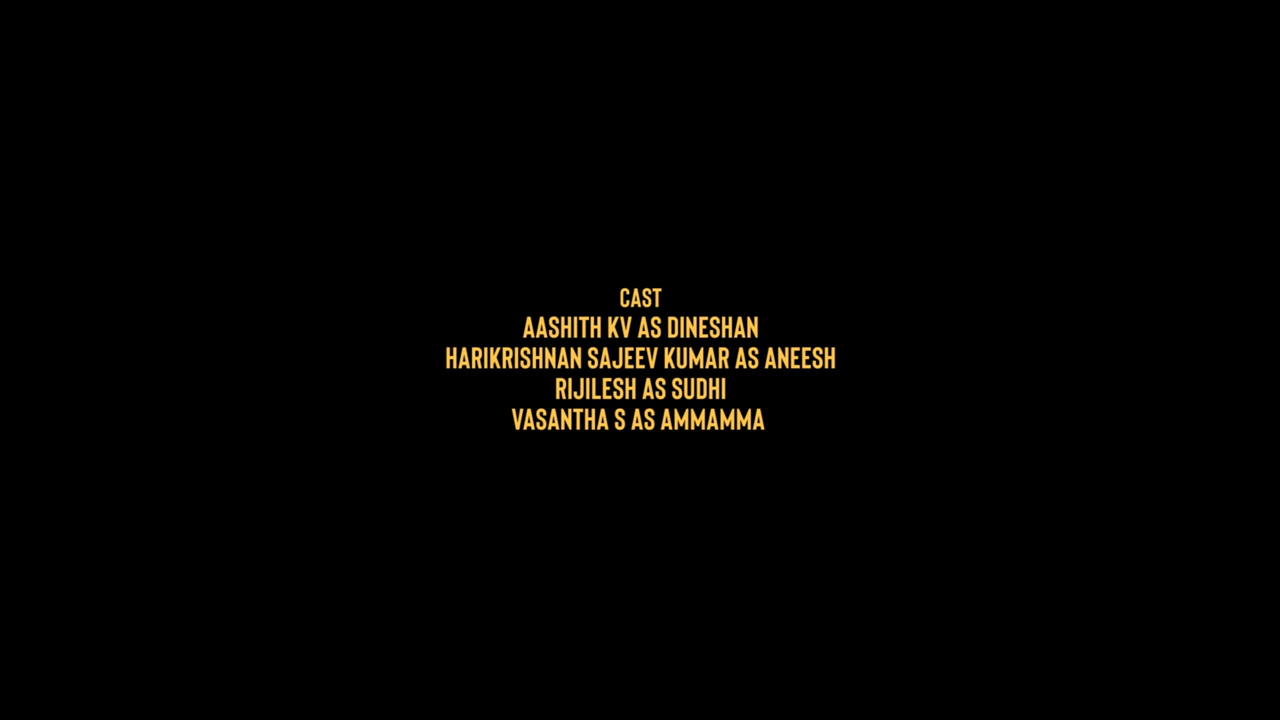 CAST
AASHITH KV AS DINESHAN
HARIKRISHNAN SAJEEV KUMAR AS ANEESH
RIJILESH AS SUDHI
VASANTHA S AS AMMAMMA